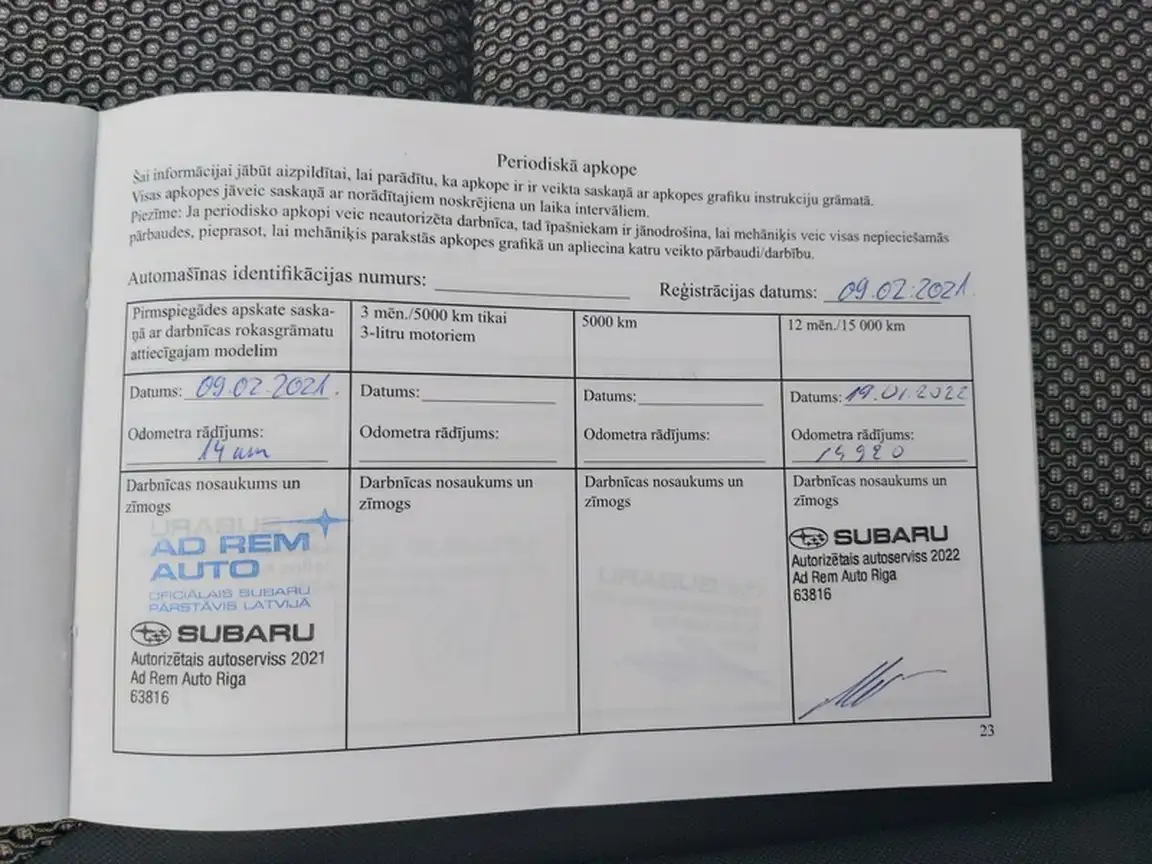 Periodiskā apkope
Šai informācijai jābūt aizpildītai, lai parādītu, ka apkope ir ir veikta saskaņā ar apkopes grafiku instrukciju grāmatā.
Visas apkopes jāveic saskaņā ar norādītajiem noskrējiena un laika intervāliem.
Piezīme: Ja periodisko apkopi veic neautorizēta darbnīca, tad īpašniekam ir jānodrošina, lai mehāniķis veic visas nepieciešamās
pārbaudes, pieprasot, lai mehāniķis parakstās apkopes grafikā un apliecina katru veikto pārbaudi/darbību.
Automašīnas identifikācijas numurs:
Reģistrācijas datums: 09.02.2021
Pirmspiegādes apskate saska-
ņā ar darbnīcas rokasgrāmatu
attiecīgajam modelim
Datums: 09.02.2021.
Odometra rādījums:
14 
Darbnīcas nosaukums un
zīmogs
AD REM
AUTO
OFICIĀLAIS SUBARU
PĀRSTĀVIS LATVIJĀ
SUBARU
Autorizētais autoserviss 2021
Ad Rem Auto Riga
63816
3 mēn./5000 km tikai
3-litru motoriem
Datums:
Odometra rādījums:
Darbnīcas nosaukums un
zīmogs
5000 km
Datums:
Odometra rādījums:
Darbnīcas nosaukums un
zīmogs
12 mēn./15 000 km
Datums: 19.01.2022
Odometra rādījums:
Darbnīcas nosaukums un
zīmogs
SUBARU
Autorizētais autoserviss 2022
Ad Rem Auto Riga
63816
23